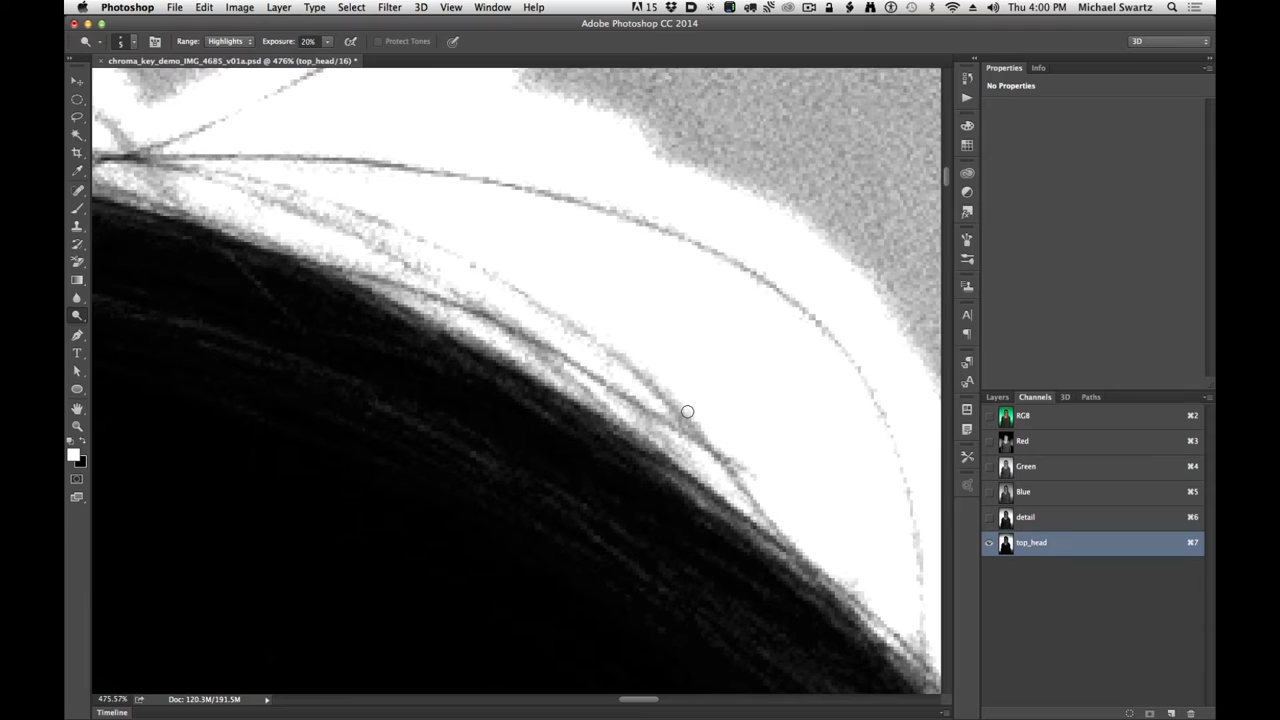 Photoshop File Edit Image Layer Type Select Filter 3D View Window Help 15 Thu 4:00 PM Michael Swartz
Adobe Photoshop CC 2014
5 Range: Highlights Exposure: 20% Protect Tones 3D
× chroma_key_demo_IMG_4685_v01a.psd @ 476% (top_head/16) *
Properties Info
No Properties
Layers Channels 3D Paths
RGB ⌘2
Red ⌘3
Green ⌘4
Blue ⌘5
detail ⌘6
top_head ⌘7
475.57% Doc: 120.3M/191.5M
Timeline